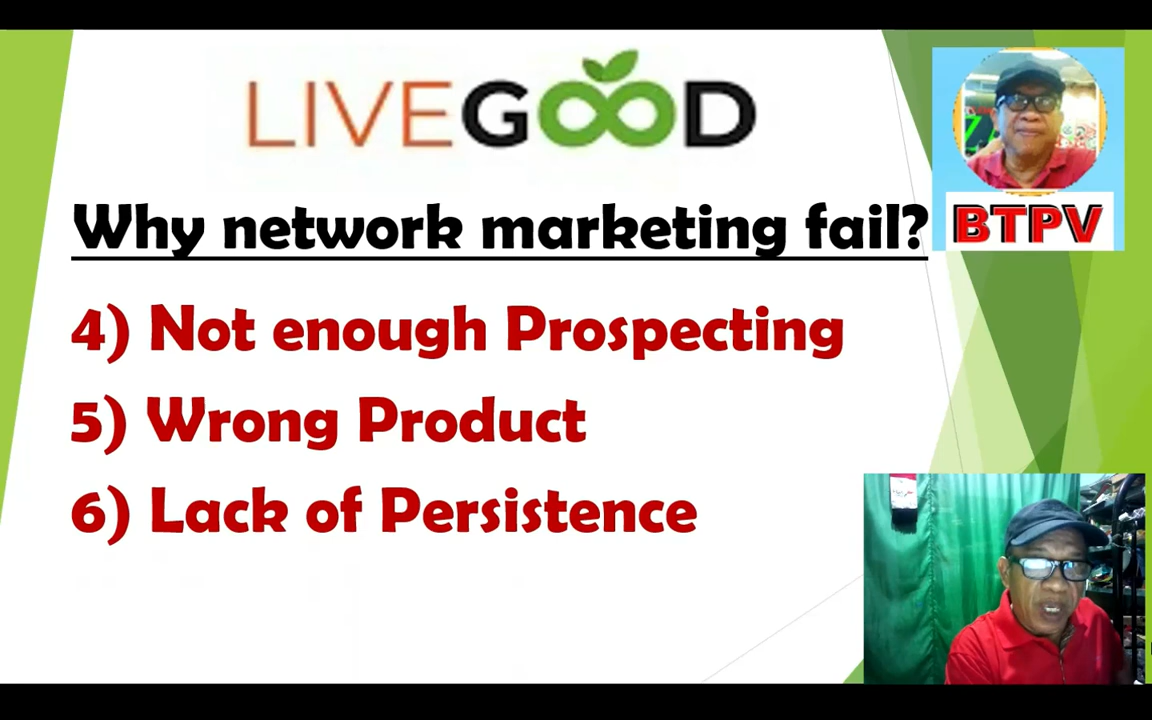 LIVEGOOD
Why network marketing fail?
BTPV
4) Not enough Prospecting
5) Wrong Product
6) Lack of Persistence